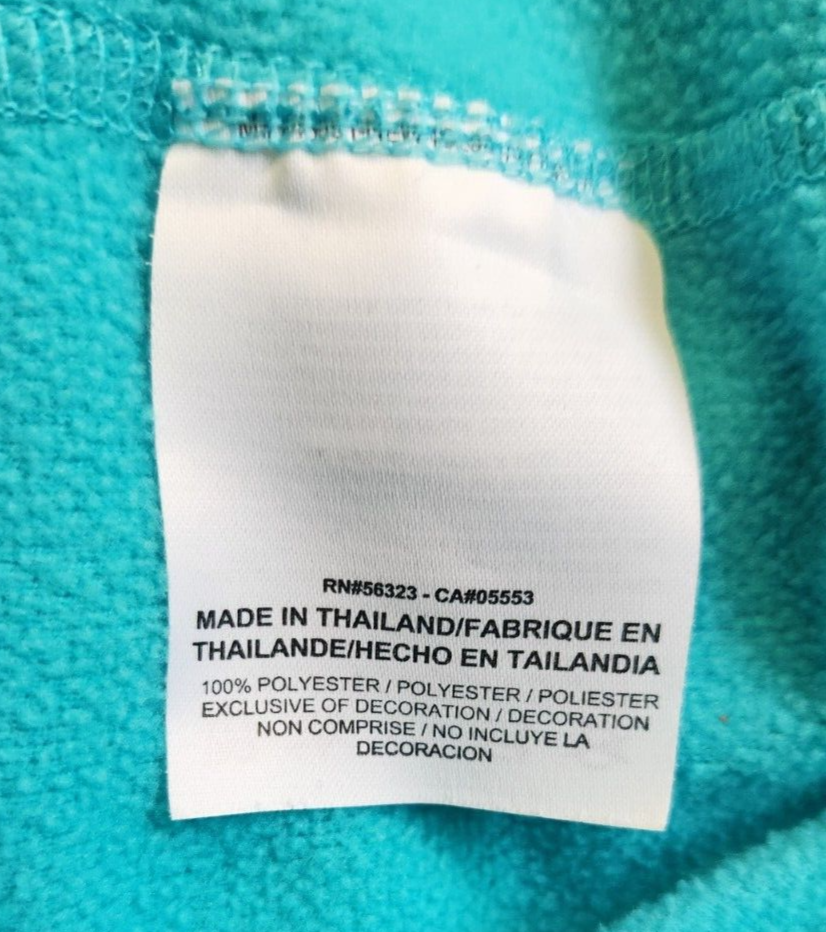 RN#56323 - CA#05553
MADE IN THAILAND/FABRIQUE EN
THAILANDE/HECHO EN TAILANDIA
100% POLYESTER / POLYESTER / POLIESTER
EXCLUSIVE OF DECORATION / DECORATION
NON COMPRISE / NO INCLUYE LA
DECORACION